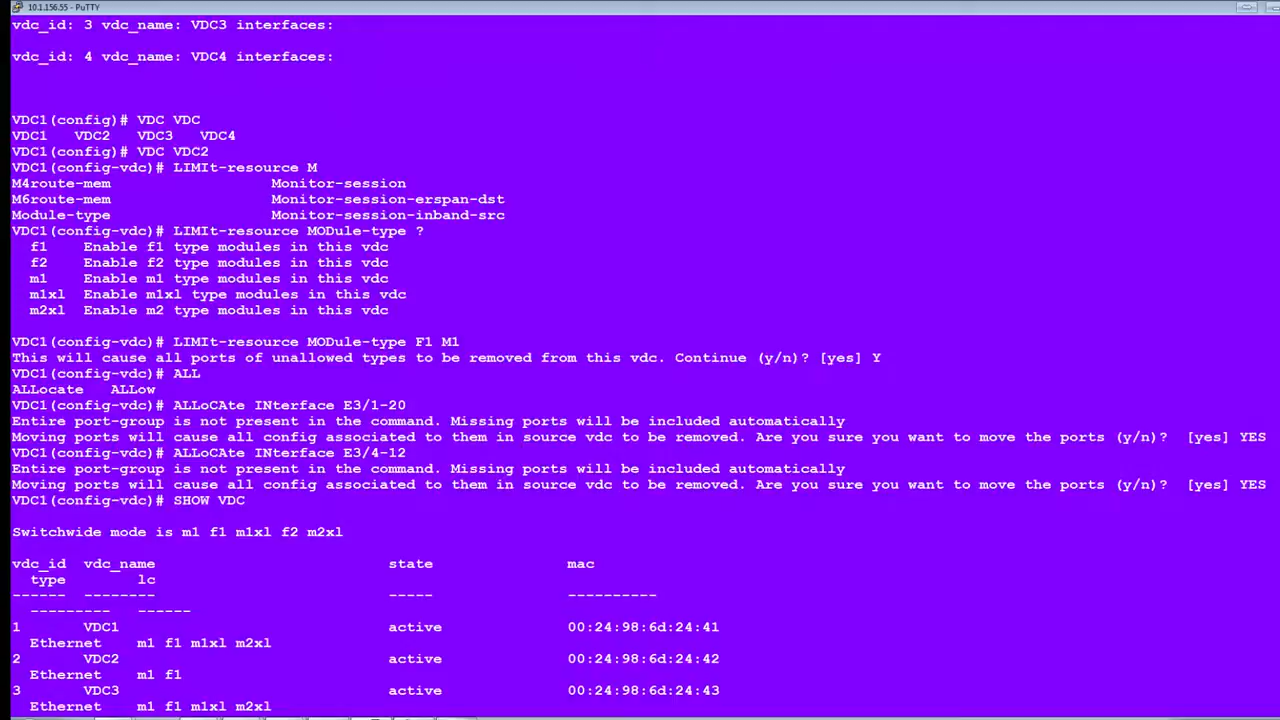 10.1.156.55 - PuTTY
vdc_id: 3 vdc_name: VDC3 interfaces:
vdc_id: 4 vdc_name: VDC4 interfaces:
VDC1(config)# VDC VDC
VDC1   VDC2   VDC3   VDC4
VDC1(config)# VDC VDC2
VDC1(config-vdc)# LIMIt-resource M
M4route-mem                  Monitor-session
M6route-mem                  Monitor-session-erspan-dst
Module-type                  Monitor-session-inband-src
VDC1(config-vdc)# LIMIt-resource MODule-type ?
  f1    Enable f1 type modules in this vdc
  f2    Enable f2 type modules in this vdc
  m1    Enable m1 type modules in this vdc
  m1xl  Enable m1xl type modules in this vdc
  m2xl  Enable m2 type modules in this vdc
VDC1(config-vdc)# LIMIt-resource MODule-type F1 M1
This will cause all ports of unallowed types to be removed from this vdc. Continue (y/n)? [yes] Y
VDC1(config-vdc)# ALL
ALLocate   ALLow
VDC1(config-vdc)# ALLoCAte INterface E3/1-20
Entire port-group is not present in the command. Missing ports will be included automatically
Moving ports will cause all config associated to them in source vdc to be removed. Are you sure you want to move the ports (y/n)?  [yes] YES
VDC1(config-vdc)# ALLoCAte INterface E3/4-12
Entire port-group is not present in the command. Missing ports will be included automatically
Moving ports will cause all config associated to them in source vdc to be removed. Are you sure you want to move the ports (y/n)?  [yes] YES
VDC1(config-vdc)# SHOW VDC
Switchwide mode is m1 f1 m1xl f2 m2xl
vdc_id  vdc_name                          state             mac
  type        lc
------  --------                          -----             ----------
  ---------   ------
1       VDC1                              active            00:24:98:6d:24:41
  Ethernet    m1 f1 m1xl m2xl
2       VDC2                              active            00:24:98:6d:24:42
  Ethernet    m1 f1
3       VDC3                              active            00:24:98:6d:24:43
  Ethernet    m1 f1 m1xl m2xl